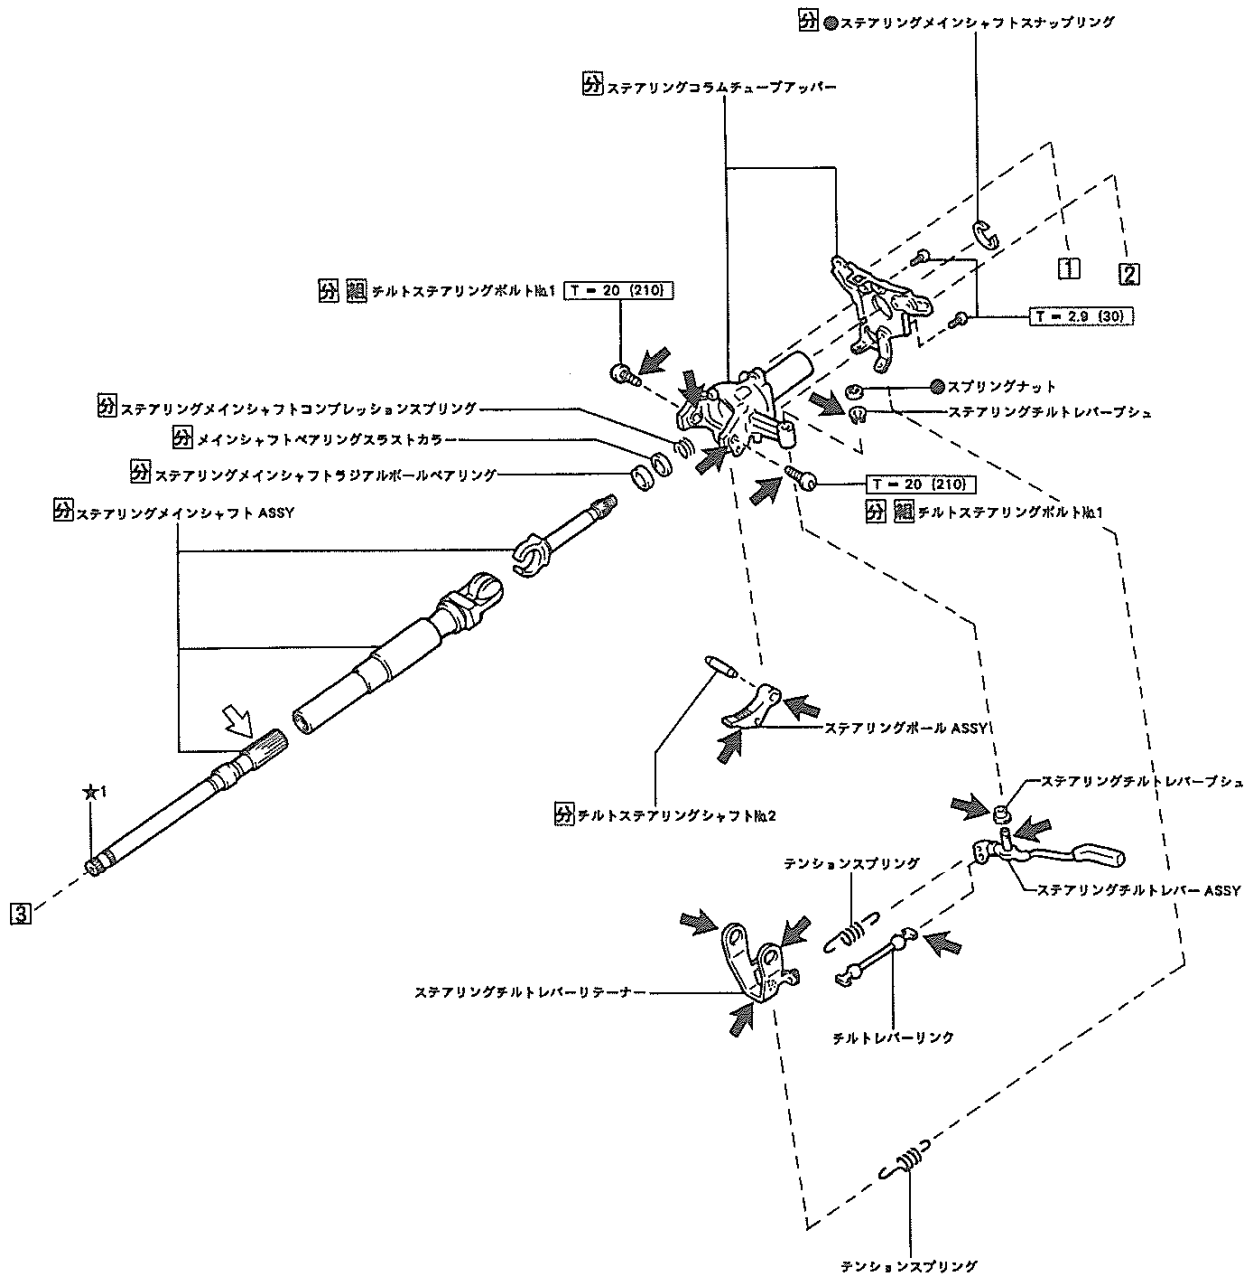 分 ●ステアリングメインシャフトスナップリング
分 ステアリングコラムチューブアッパー
1
2
分 組 チルトステアリングボルト№1 T = 20 {210}
T = 2.9 {30}
●スプリングナット
分 ステアリングメインシャフトコンプレッションスプリング
ステアリングチルトレバーブシュ
分 メインシャフトベアリングスラストカラー
分 ステアリングメインシャフトラジアルボールベアリング
T = 20 {210}
分 ステアリングメインシャフト ASSY
分 組 チルトステアリングボルト№1
ステアリングポール ASSY
ステアリングチルトレバーブシュ
★1
分 チルトステアリングシャフト№2
テンションスプリング
ステアリングチルトレバー ASSY
3
ステアリングチルトレバーリテーナー
チルトレバーリンク
テンションスプリング